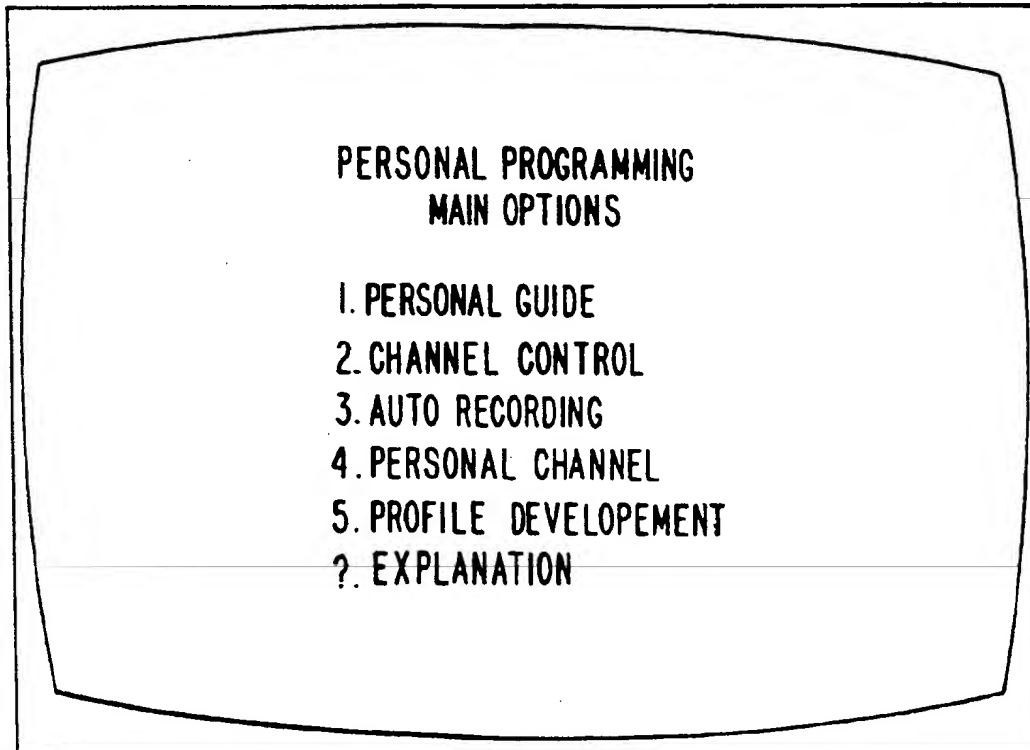 PERSONAL PROGRAMMING
MAIN OPTIONS
1. PERSONAL GUIDE
2. CHANNEL CONTROL
3. AUTO RECORDING
4. PERSONAL CHANNEL
5. PROFILE DEVELOPEMENT
?. EXPLANATION